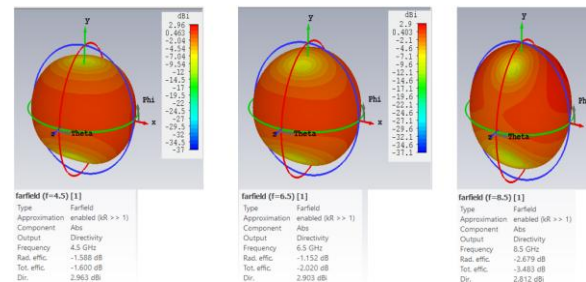 dBi
2.96
0.463
-2.04
-4.54
-7.04
-9.54
-12
-14.5
-17
-19.5
-22
-24.5
-27
-29.5
-32
-34.5
-37
y
Phi
x
z
Theta
farfield (f=4.5) [1]
Type Farfield
Approximation enabled (kR >> 1)
Component Abs
Output Directivity
Frequency 4.5 GHz
Rad. effic. -1.588 dBi
Tot. effic. -1.600 dBi
Dir. 2.963 dBi
dBi
2.9
0.403
-2.1
-4.6
-7.1
-9.6
-12.1
-14.6
-17.1
-19.6
-22.1
-24.6
-27.1
-29.6
-32.1
-34.6
-37.1
y
Phi
x
z
Theta
farfield (f=6.5) [1]
Type Farfield
Approximation enabled (kR >> 1)
Component Abs
Output Directivity
Frequency 6.5 GHz
Rad. effic. -1.152 dBi
Tot. effic. -2.020 dBi
Dir. 2.903 dBi
y
Phi
x
z
Theta
farfield (f=8.5) [1]
Type Farfield
Approximation enabled (kR >> 1)
Component Abs
Output Directivity
Frequency 8.5 GHz
Rad. effic. -2.679 dBi
Tot. effic. -3.483 dBi
Dir. 2.812 dBi